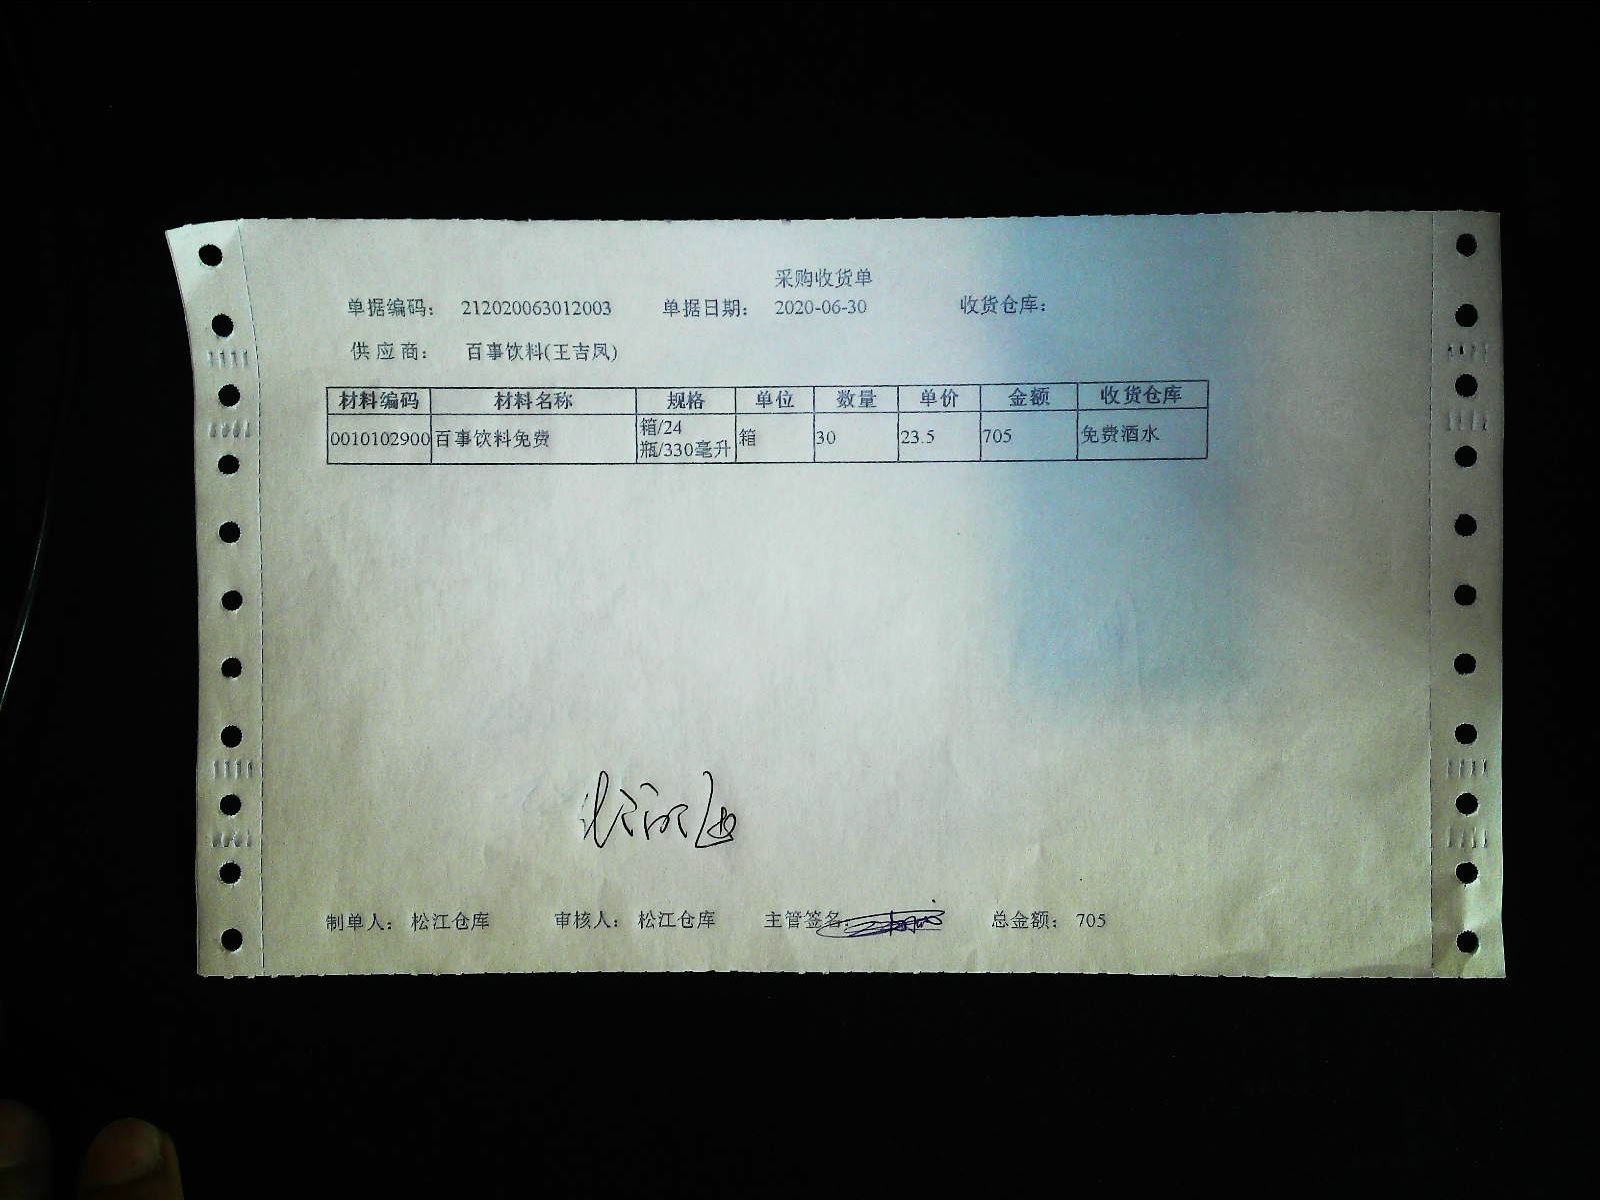 采购收货单
单据编码： 212020063012003 单据日期： 2020-06-30 收货仓库：
供应商： 百事饮料(王吉凤)
材料编码 材料名称 规格 单位 数量 单价 金额 收货仓库
0010102900 百事饮料免费 箱/24 瓶/330毫升 箱 30 23.5 705 免费酒水
制单人： 松江仓库 审核人： 松江仓库 主管签名： 总金额： 705